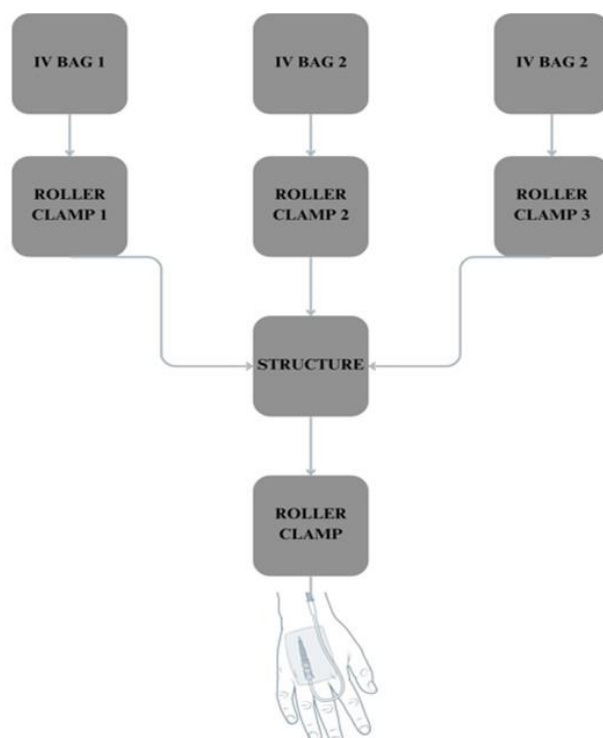 IV BAG 1
IV BAG 2
IV BAG 2
ROLLER
CLAMP 1
ROLLER
CLAMP 2
ROLLER
CLAMP 3
STRUCTURE
ROLLER
CLAMP